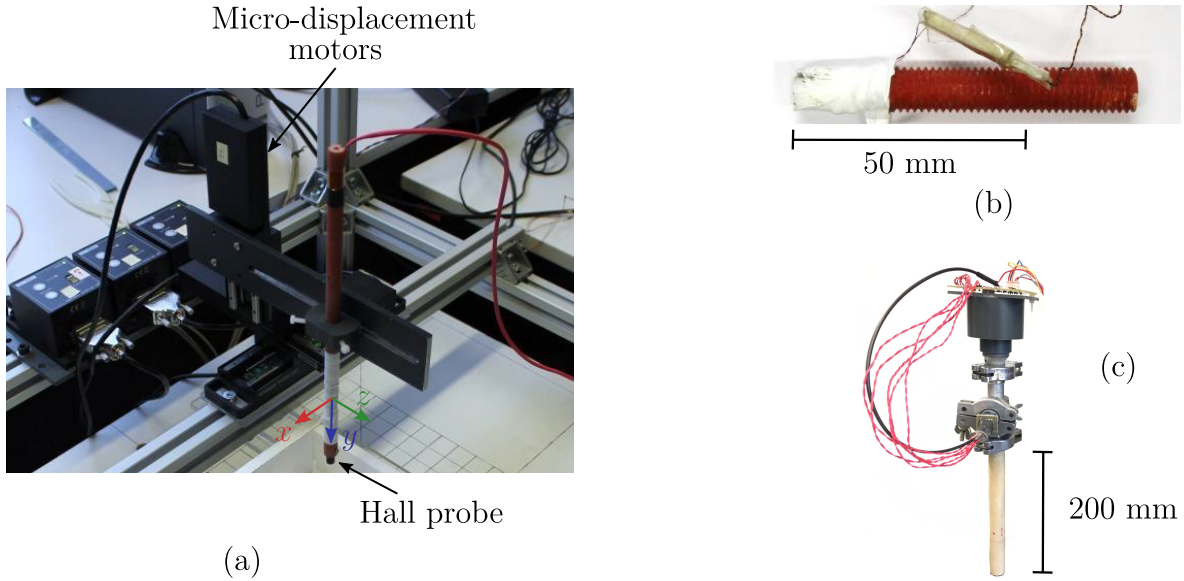 Micro-displacement
motors
x
y
z
Hall probe
(a)
50 mm
(b)
(c)
200 mm